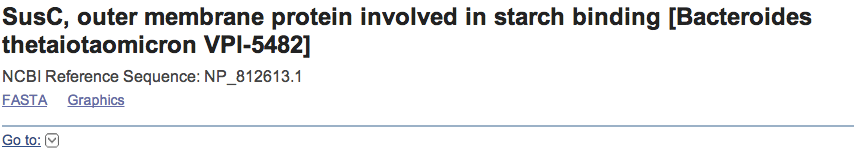 SusC, outer membrane protein involved in starch binding [Bacteroides
thetaiotaomicron VPI-5482]
NCBI Reference Sequence: NP_812613.1
FASTA Graphics
Go to: